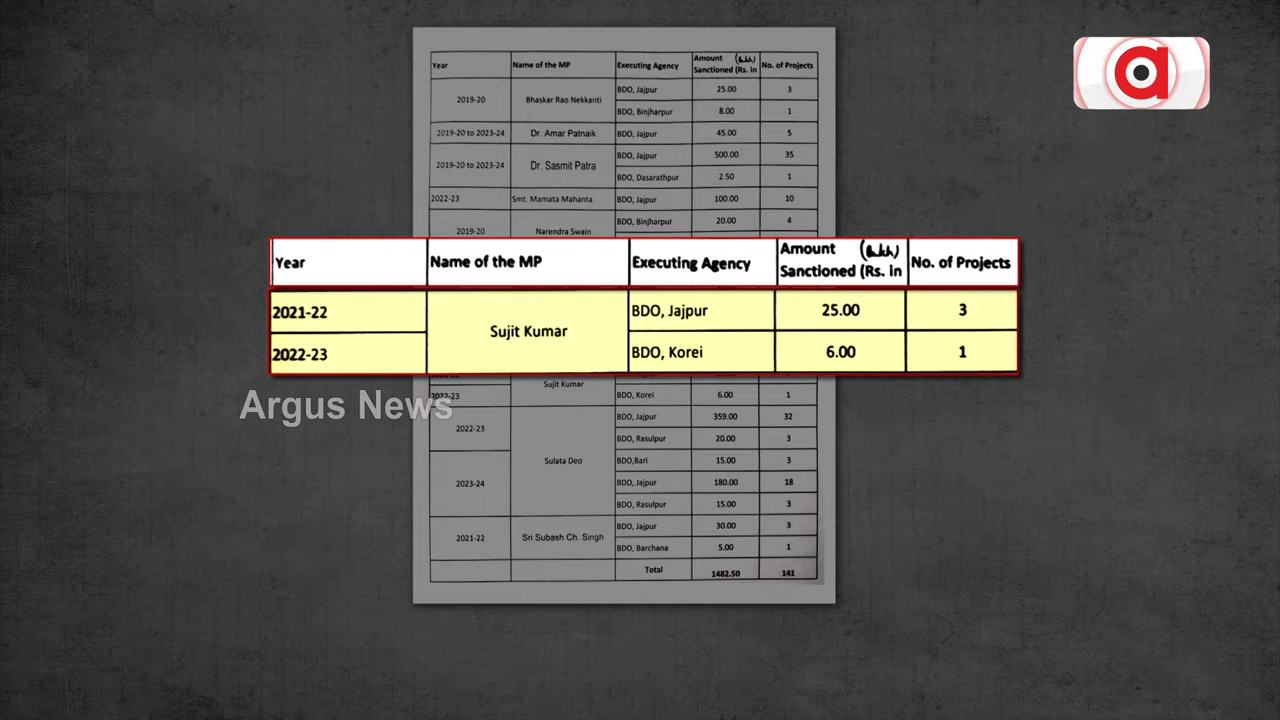 a
Year Name of the MP Executing Agency Amount (Lakh) Sanctioned (Rs. in No. of Projects
2019-20 Bhaskar Rao Nekkanti BDO, Jajpur 25.00 3
BDO, Binjharpur 8.00 1
2019-20 to 2023-24 Dr. Amar Patnaik BDO, Jajpur 45.00 5
2019-20 to 2023-24 Dr. Sasmit Patra BDO, Jajpur 500.00 35
BDO, Dasarathpur 2.50 1
2022-23 Smt. Mamata Mahanta BDO, Jajpur 100.00 10
2019-20 Narendra Swain BDO, Binjharpur 20.00 4
Year Name of the MP Executing Agency Amount (Lakh) Sanctioned (Rs. in No. of Projects
2021-22 Sujit Kumar BDO, Jajpur 25.00 3
2022-23 BDO, Korei 6.00 1
Sujit Kumar
2022-23 BDO, Korei 6.00 1
Argus News
2022-23 Sulata Deo BDO, Jajpur 359.00 32
BDO, Rasulpur 20.00 3
BDO,Bari 15.00 3
2023-24 BDO, Jajpur 180.00 18
BDO, Rasulpur 15.00 3
2021-22 Sri Subash Ch. Singh BDO, Jajpur 30.00 3
BDO, Barchana 5.00 1
Total 1482.50 141